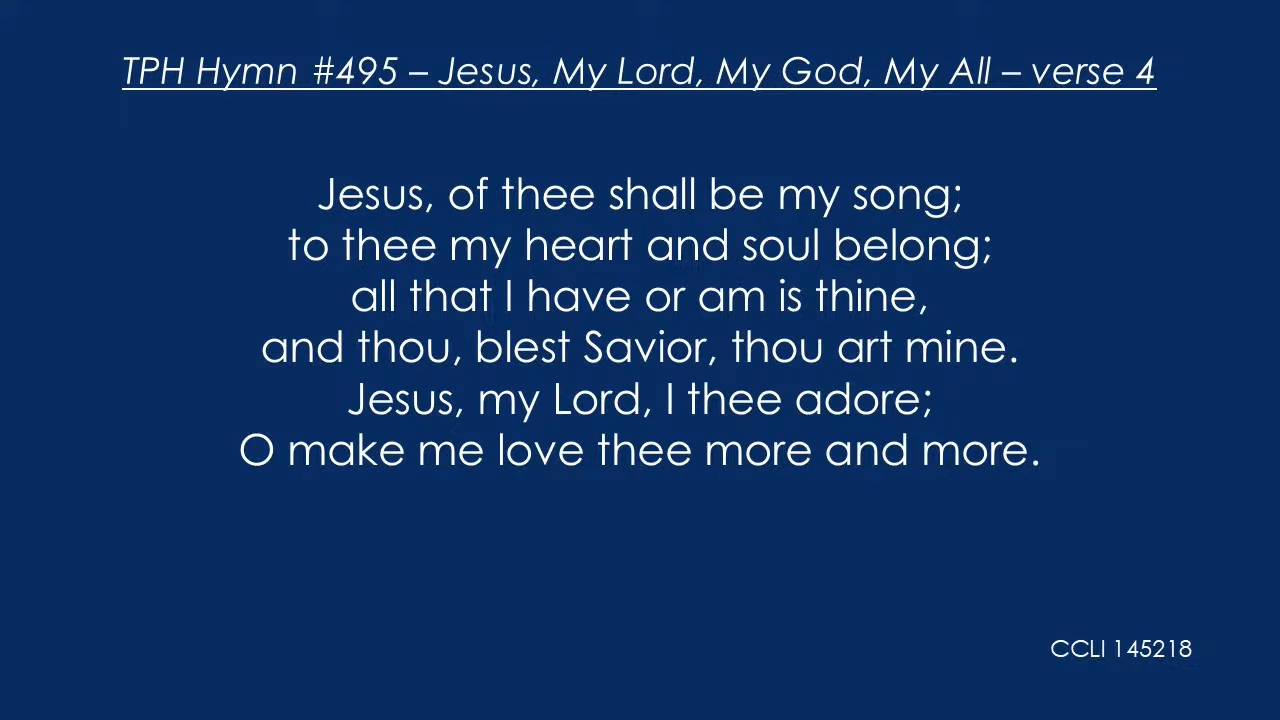 TPH Hymn #495 – Jesus, My Lord, My God, My All – verse 4
Jesus, of thee shall be my song;
to thee my heart and soul belong;
all that I have or am is thine,
and thou, blest Savior, thou art mine.
Jesus, my Lord, I thee adore;
O make me love thee more and more.
CCLI 145218